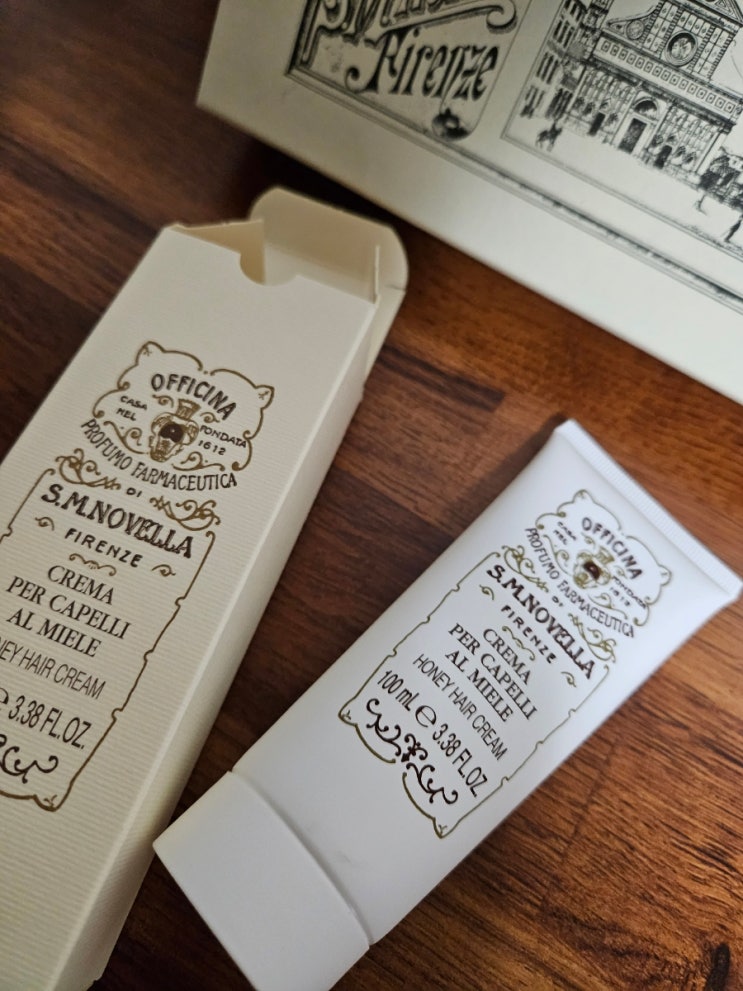 Firenze
OFFICINA
CASA FONDATA
NEL 1612
PROFUMO FARMACEUTICA
DI
S.M.NOVELLA
FIRENZE
CREMA
PER CAPELLI
AL MIELE
HAIR CREAM
3.38 FL.OZ.
OFFICINA
CASA FONDATA
NEL 1612
PROFUMO FARMACEUTICA
DI
S.M.NOVELLA
FIRENZE
CREMA
PER CAPELLI
AL MIELE
HONEY HAIR CREAM
100 mL ℮ 3.38 FL.OZ.